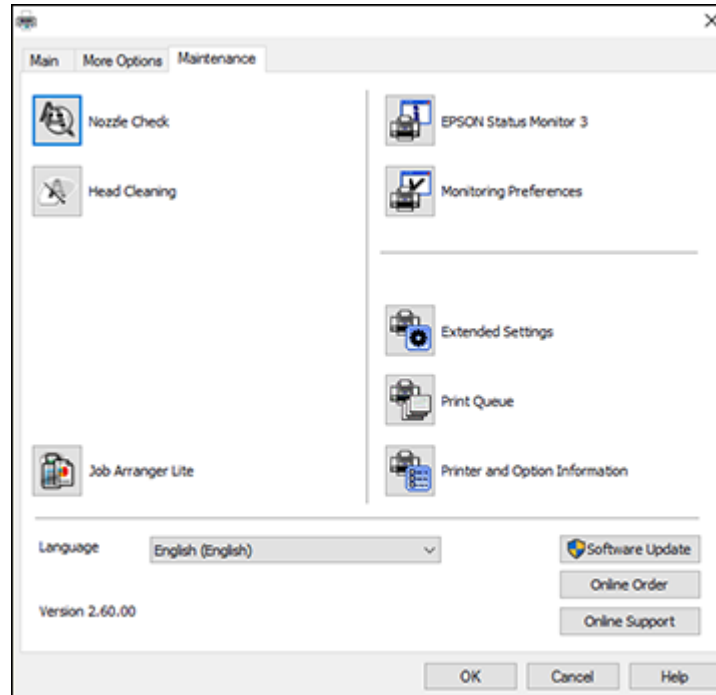 Main
More Options
Maintenance
Nozzle Check
Head Cleaning
Job Arranger Lite
EPSON Status Monitor 3
Monitoring Preferences
Extended Settings
Print Queue
Printer and Option Information
Language
English (English)
Version 2.60.00
Software Update
Online Order
Online Support
OK
Cancel
Help